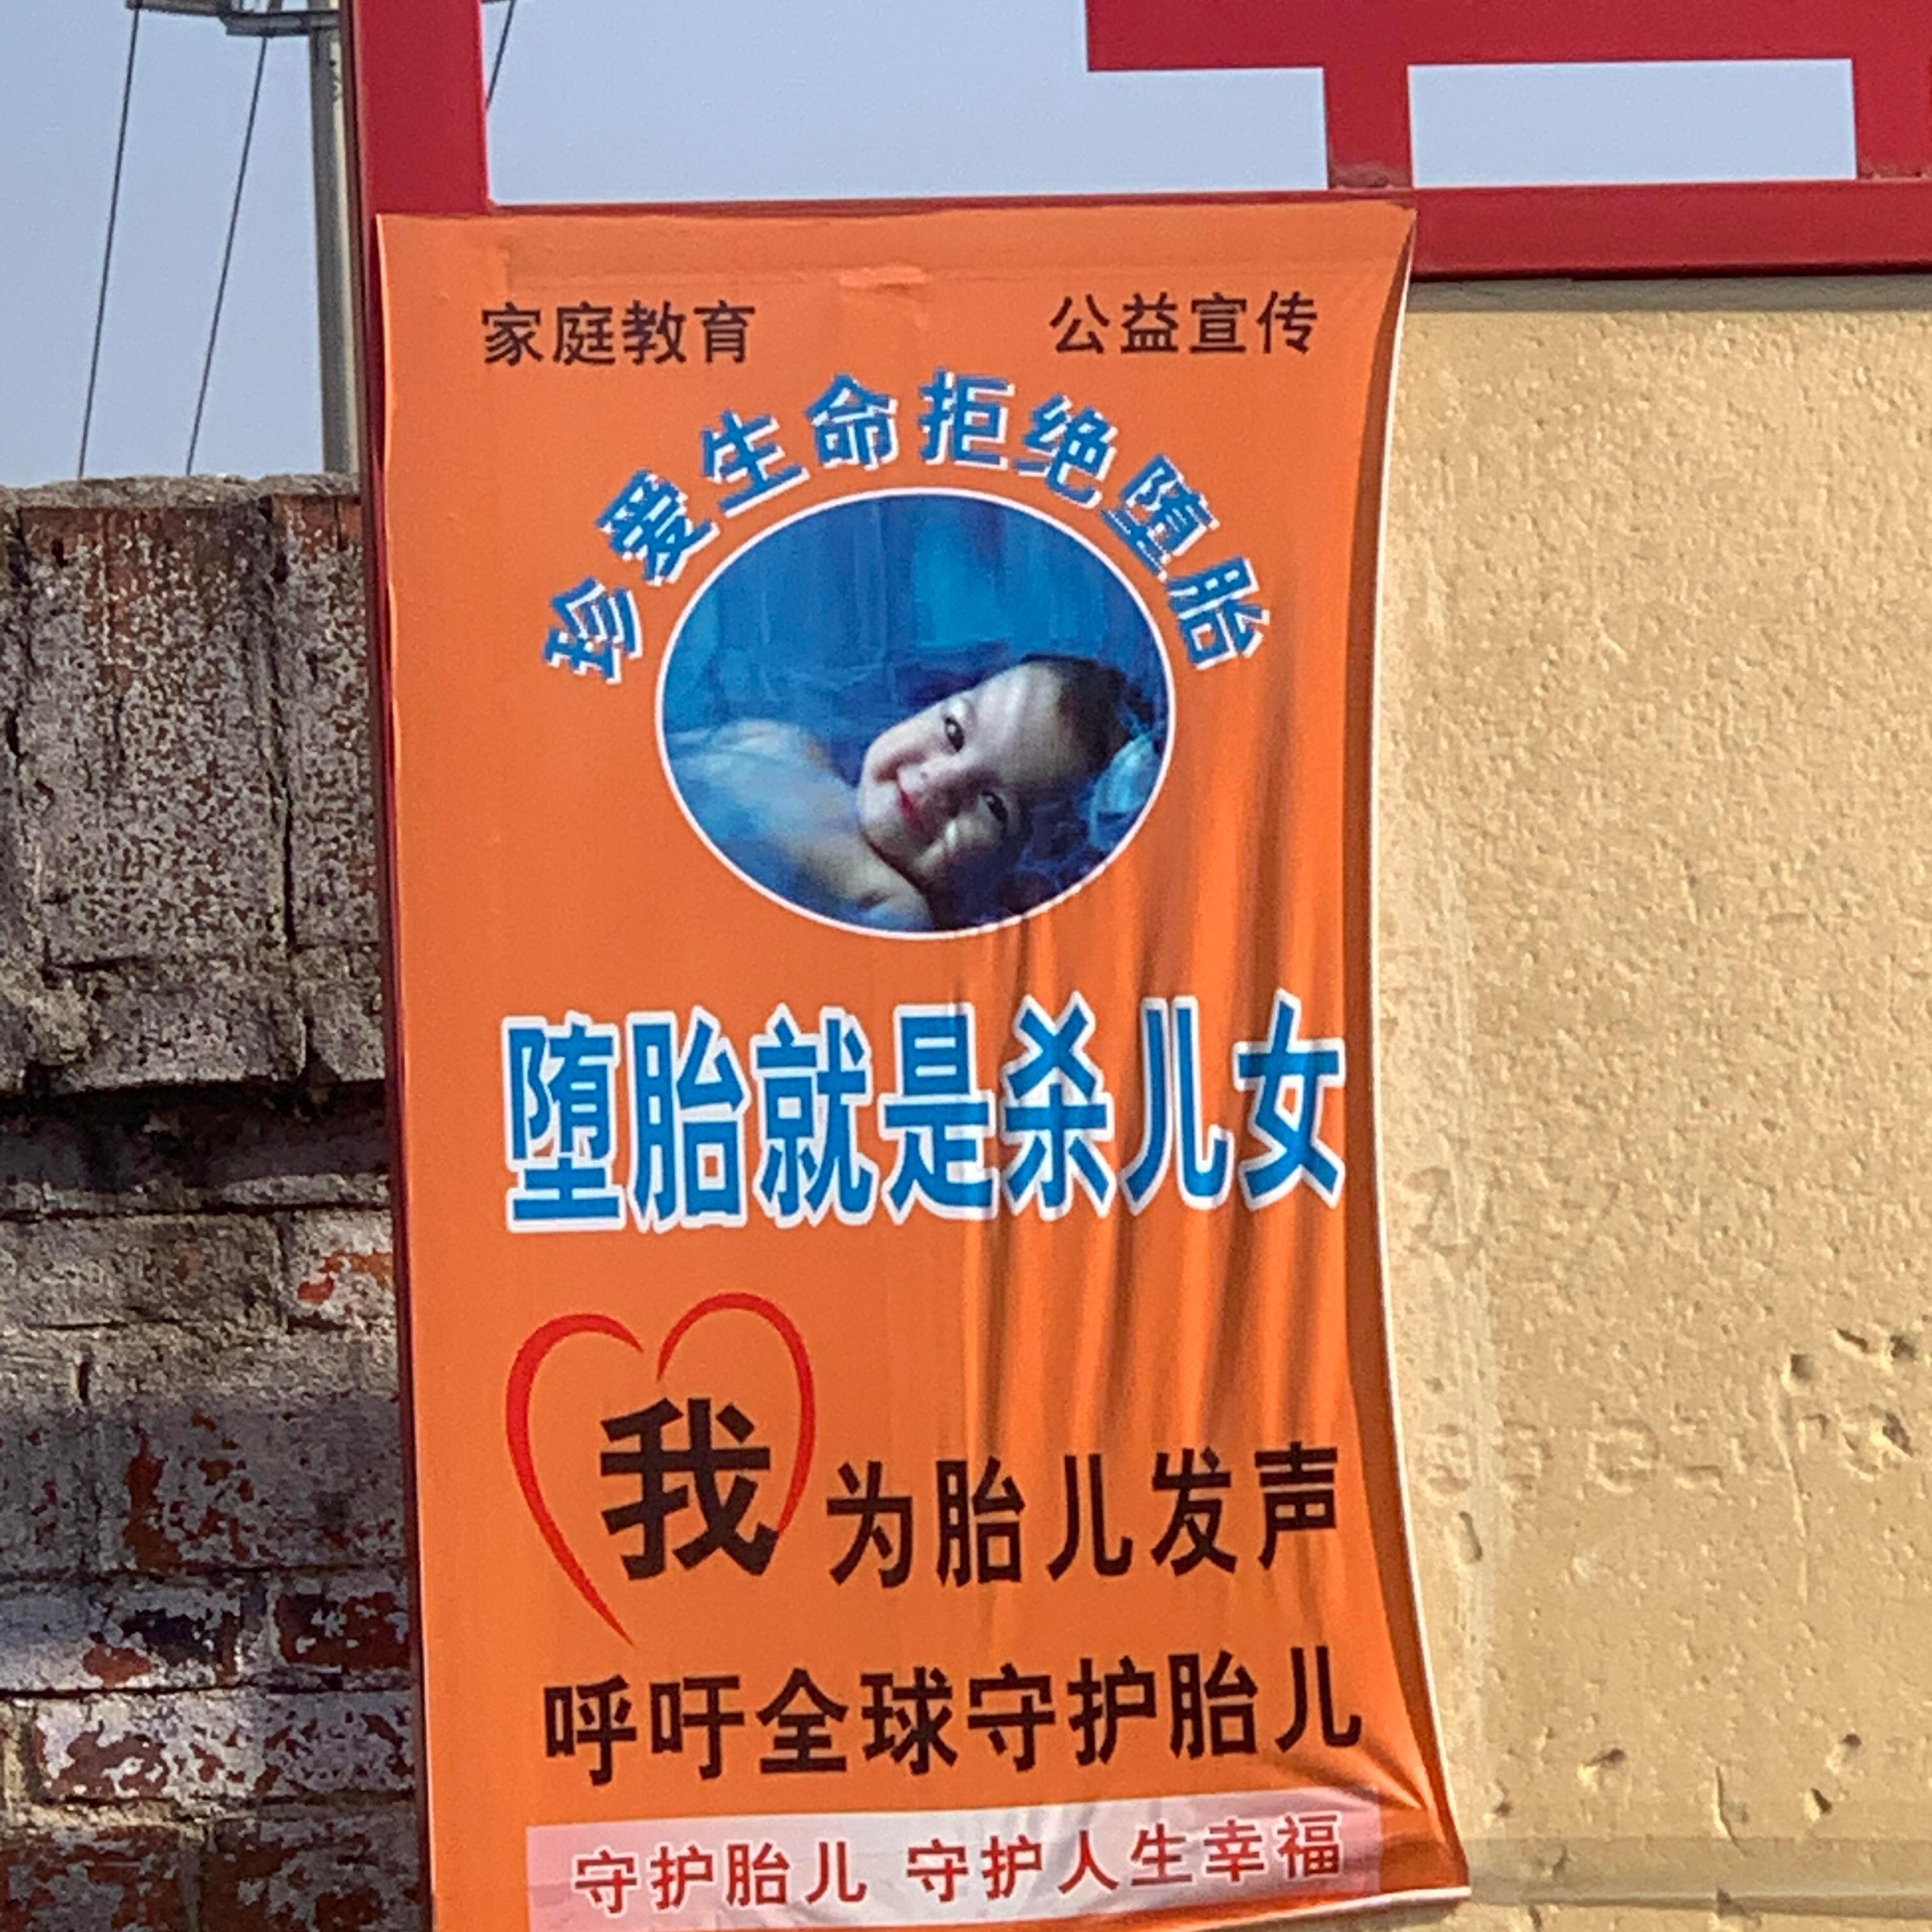 家庭教育 公益宣传
珍爱生命拒绝堕胎
堕胎就是杀儿女
我为胎儿发声
呼吁全球守护胎儿
守护胎儿 守护人生幸福